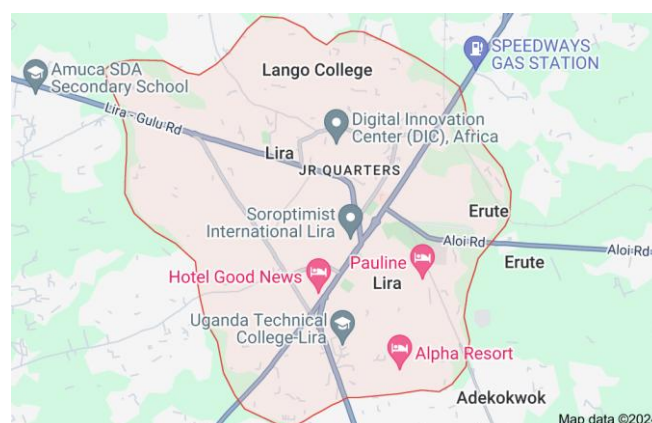 SPEEDWAYS
GAS STATION
Amuca SDA
Secondary School
Lango College
Lira - Gulu Rd
Digital Innovation
Center (DIC), Africa
Lira
JR QUARTERS
Soroptimist
International Lira
Erute
Aloi Rd
Aloi Rd
Pauline
Erute
Hotel Good News
Lira
Uganda Technical
College-Lira
Alpha Resort
Adekokwok
Map data ©2024